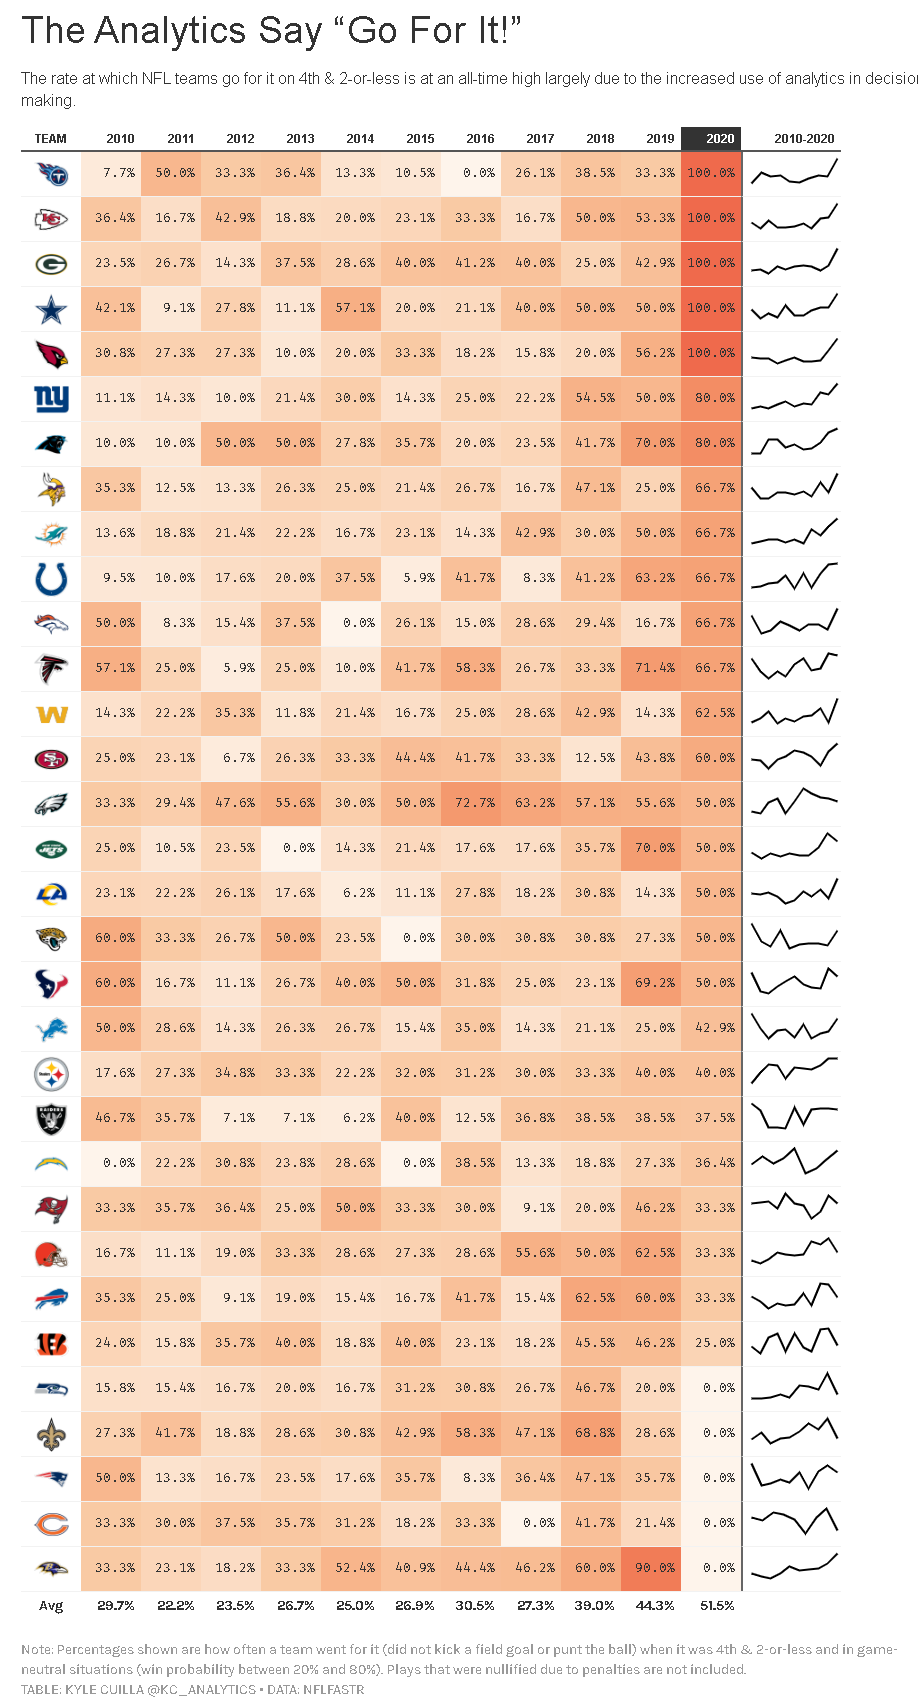 The Analytics Say “Go For It!”
The rate at which NFL teams go for it on 4th & 2-or-less is at an all-time high largely due to the increased use of analytics in decision
making.
TEAM 2010 2011 2012 2013 2014 2015 2016 2017 2018 2019 2020 2010-2020
7.7% 50.0% 33.3% 36.4% 13.3% 10.5% 0.0% 26.1% 38.5% 33.3% 100.0%
KC 36.4% 16.7% 42.9% 18.8% 20.0% 23.1% 33.3% 16.7% 50.0% 53.3% 100.0%
G 23.5% 26.7% 14.3% 37.5% 28.6% 40.0% 41.2% 40.0% 25.0% 42.9% 100.0%
42.1% 9.1% 27.8% 11.1% 57.1% 20.0% 21.1% 40.0% 50.0% 50.0% 100.0%
30.8% 27.3% 27.3% 10.0% 20.0% 33.3% 18.2% 15.8% 20.0% 56.2% 100.0%
ny 11.1% 14.3% 10.0% 21.4% 30.0% 14.3% 25.0% 22.2% 54.5% 50.0% 80.0%
10.0% 10.0% 50.0% 50.0% 27.8% 35.7% 20.0% 23.5% 41.7% 70.0% 80.0%
35.3% 12.5% 13.3% 26.3% 25.0% 21.4% 26.7% 16.7% 47.1% 25.0% 66.7%
13.6% 18.8% 21.4% 22.2% 16.7% 23.1% 14.3% 42.9% 30.0% 50.0% 66.7%
9.5% 10.0% 17.6% 20.0% 37.5% 5.9% 41.7% 8.3% 41.2% 63.2% 66.7%
50.0% 8.3% 15.4% 37.5% 0.0% 26.1% 15.0% 28.6% 29.4% 16.7% 66.7%
57.1% 25.0% 5.9% 25.0% 10.0% 41.7% 58.3% 26.7% 33.3% 71.4% 66.7%
W 14.3% 22.2% 35.3% 11.8% 21.4% 16.7% 25.0% 28.6% 42.9% 14.3% 62.5%
SF 25.0% 23.1% 6.7% 26.3% 33.3% 44.4% 41.7% 33.3% 12.5% 43.8% 60.0%
33.3% 29.4% 47.6% 55.6% 30.0% 50.0% 72.7% 63.2% 57.1% 55.6% 50.0%
JETS 25.0% 10.5% 23.5% 0.0% 14.3% 21.4% 17.6% 17.6% 35.7% 70.0% 50.0%
LA 23.1% 22.2% 26.1% 17.6% 6.2% 11.1% 27.8% 18.2% 30.8% 14.3% 50.0%
60.0% 33.3% 26.7% 50.0% 23.5% 0.0% 30.0% 30.8% 30.8% 27.3% 50.0%
60.0% 16.7% 11.1% 26.7% 40.0% 50.0% 31.8% 25.0% 23.1% 69.2% 50.0%
50.0% 28.6% 14.3% 26.3% 26.7% 15.4% 35.0% 14.3% 21.1% 25.0% 42.9%
17.6% 27.3% 34.8% 33.3% 22.2% 32.0% 31.2% 30.0% 33.3% 40.0% 40.0%
RAIDERS 46.7% 35.7% 7.1% 7.1% 6.2% 40.0% 12.5% 36.8% 38.5% 38.5% 37.5%
0.0% 22.2% 30.8% 23.8% 28.6% 0.0% 38.5% 13.3% 18.8% 27.3% 36.4%
33.3% 35.7% 36.4% 25.0% 50.0% 33.3% 30.0% 9.1% 20.0% 46.2% 33.3%
16.7% 11.1% 19.0% 33.3% 28.6% 27.3% 28.6% 55.6% 50.0% 62.5% 33.3%
35.3% 25.0% 9.1% 19.0% 15.4% 16.7% 41.7% 15.4% 62.5% 60.0% 33.3%
24.0% 15.8% 35.7% 40.0% 18.8% 40.0% 23.1% 18.2% 45.5% 46.2% 25.0%
15.8% 15.4% 16.7% 20.0% 16.7% 31.2% 30.8% 26.7% 46.7% 20.0% 0.0%
27.3% 41.7% 18.8% 28.6% 30.8% 42.9% 58.3% 47.1% 68.8% 28.6% 0.0%
50.0% 13.3% 16.7% 23.5% 17.6% 35.7% 8.3% 36.4% 47.1% 35.7% 0.0%
C 33.3% 30.0% 37.5% 35.7% 31.2% 18.2% 33.3% 0.0% 41.7% 21.4% 0.0%
33.3% 23.1% 18.2% 33.3% 52.4% 40.9% 44.4% 46.2% 60.0% 90.0% 0.0%
Avg 29.7% 22.2% 23.5% 26.7% 25.0% 26.9% 30.5% 27.3% 39.0% 44.3% 51.5%
Note: Percentages shown are how often a team went for it (did not kick a field goal or punt the ball) when it was 4th & 2-or-less and in game-
neutral situations (win probability between 20% and 80%). Plays that were nullified due to penalties are not included.
TABLE: KYLE CUILLA @KC_ANALYTICS • DATA: NFLFASTR